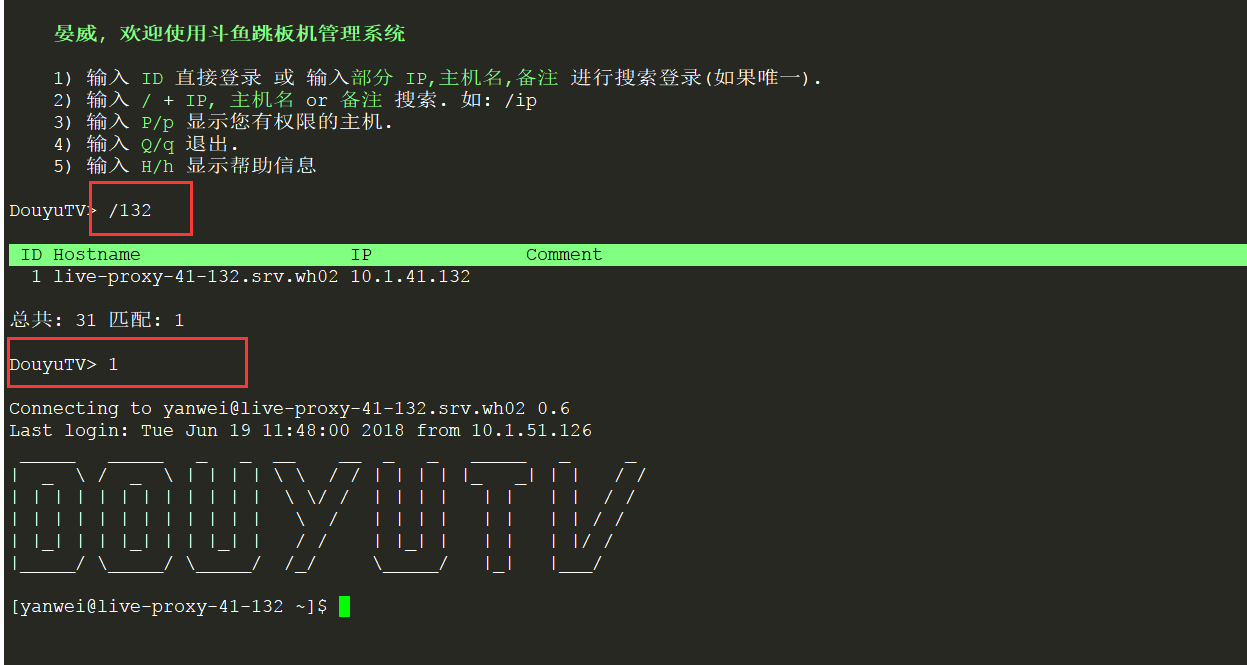 晏威, 欢迎使用斗鱼跳板机管理系统
1) 输入 ID 直接登录 或 输入部分 IP,主机名,备注 进行搜索登录(如果唯一).
2) 输入 / + IP, 主机名 or 备注 搜索. 如: /ip
3) 输入 P/p 显示您有权限的主机.
4) 输入 Q/q 退出.
5) 输入 H/h 显示帮助信息
DouyuTV> /132
ID Hostname IP Comment
1 live-proxy-41-132.srv.wh02 10.1.41.132
总共: 31 匹配: 1
DouyuTV> 1
Connecting to yanwei@live-proxy-41-132.srv.wh02 0.6
Last login: Tue Jun 19 11:48:00 2018 from 10.1.51.126
DOUYUTV
[yanwei@live-proxy-41-132 ~]$